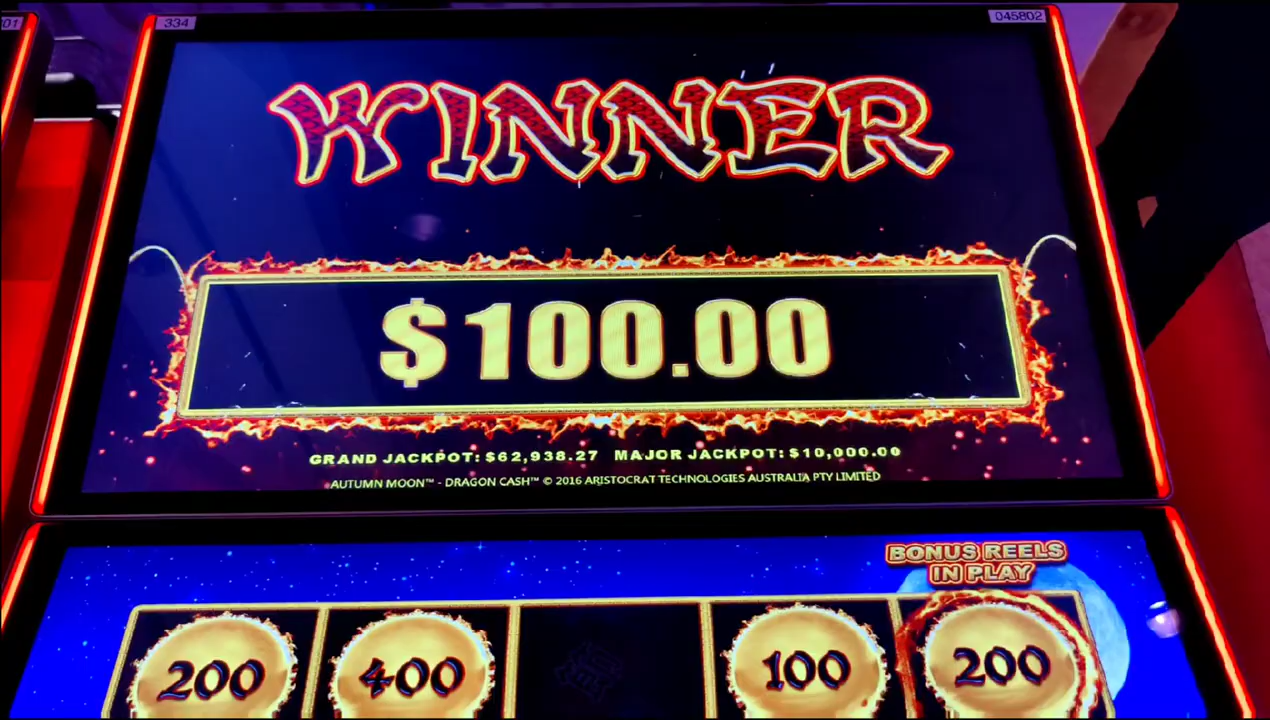 01
334
045802
WINNER
$100.00
GRAND JACKPOT: $62,938.27 MAJOR JACKPOT: $10,000.00
AUTUMN MOON™ - DRAGON CASH™ © 2016 ARISTOCRAT TECHNOLOGIES AUSTRALIA PTY LIMITED
BONUS REELS
IN PLAY
200 400 100 200